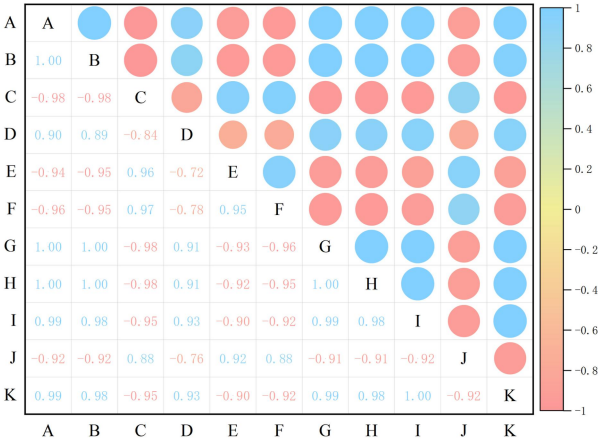 A A 1
B 1.00 B 0.8
C -0.98 -0.98 C 0.6
D 0.90 0.89 -0.84 D 0.4
E -0.94 -0.95 0.96 -0.72 E 0.2
F -0.96 -0.95 0.97 -0.78 0.95 F 0
G 1.00 1.00 -0.98 0.91 -0.93 -0.96 G -0.2
H 1.00 1.00 -0.98 0.91 -0.92 -0.95 1.00 H -0.4
I 0.99 0.98 -0.95 0.93 -0.90 -0.92 0.99 0.98 I -0.6
J -0.92 -0.92 0.88 -0.76 0.92 0.88 -0.91 -0.91 -0.92 J -0.8
K 0.99 0.98 -0.95 0.93 -0.90 -0.92 0.99 0.98 1.00 -0.92 K -1
A B C D E F G H I J K